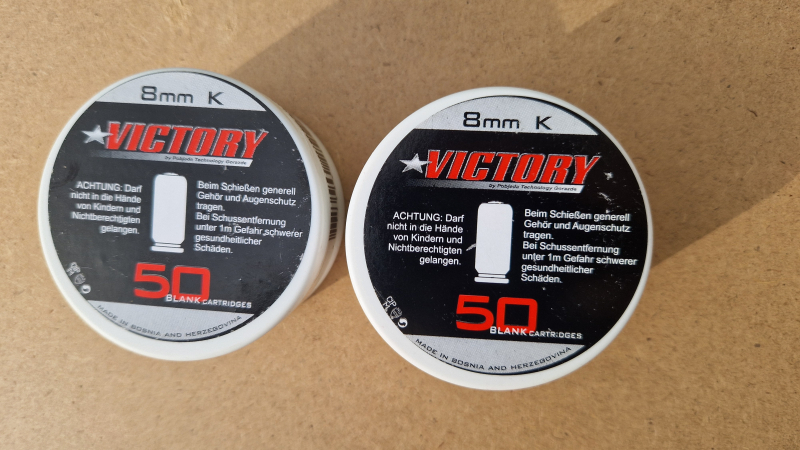 8mm K
VICTORY
by Pobjeda Technology Gorazde
ACHTUNG: Darf
nicht in die Hände
von Kindern und
Nichtberechtigten
gelangen.
Beim Schießen generell
Gehör und Augenschutz
tragen.
Bei Schussentfernung
unter 1m Gefahr schwerer
gesundheitlicher
Schäden.
50
BLANK CARTRIDGES
MADE IN BOSNIA AND HERZEGOVINA
8mm K
VICTORY
by Pobjeda Technology Gorazde
ACHTUNG: Darf
nicht in die Hände
von Kindern und
Nichtberechtigten
gelangen.
Beim Schießen generell
Gehör und Augenschutz
tragen.
Bei Schussentfernung
unter 1m Gefahr schwerer
gesundheitlicher
Schäden.
CIP
50
BLANK CARTRIDGES
MADE IN BOSNIA AND HERZEGOVINA